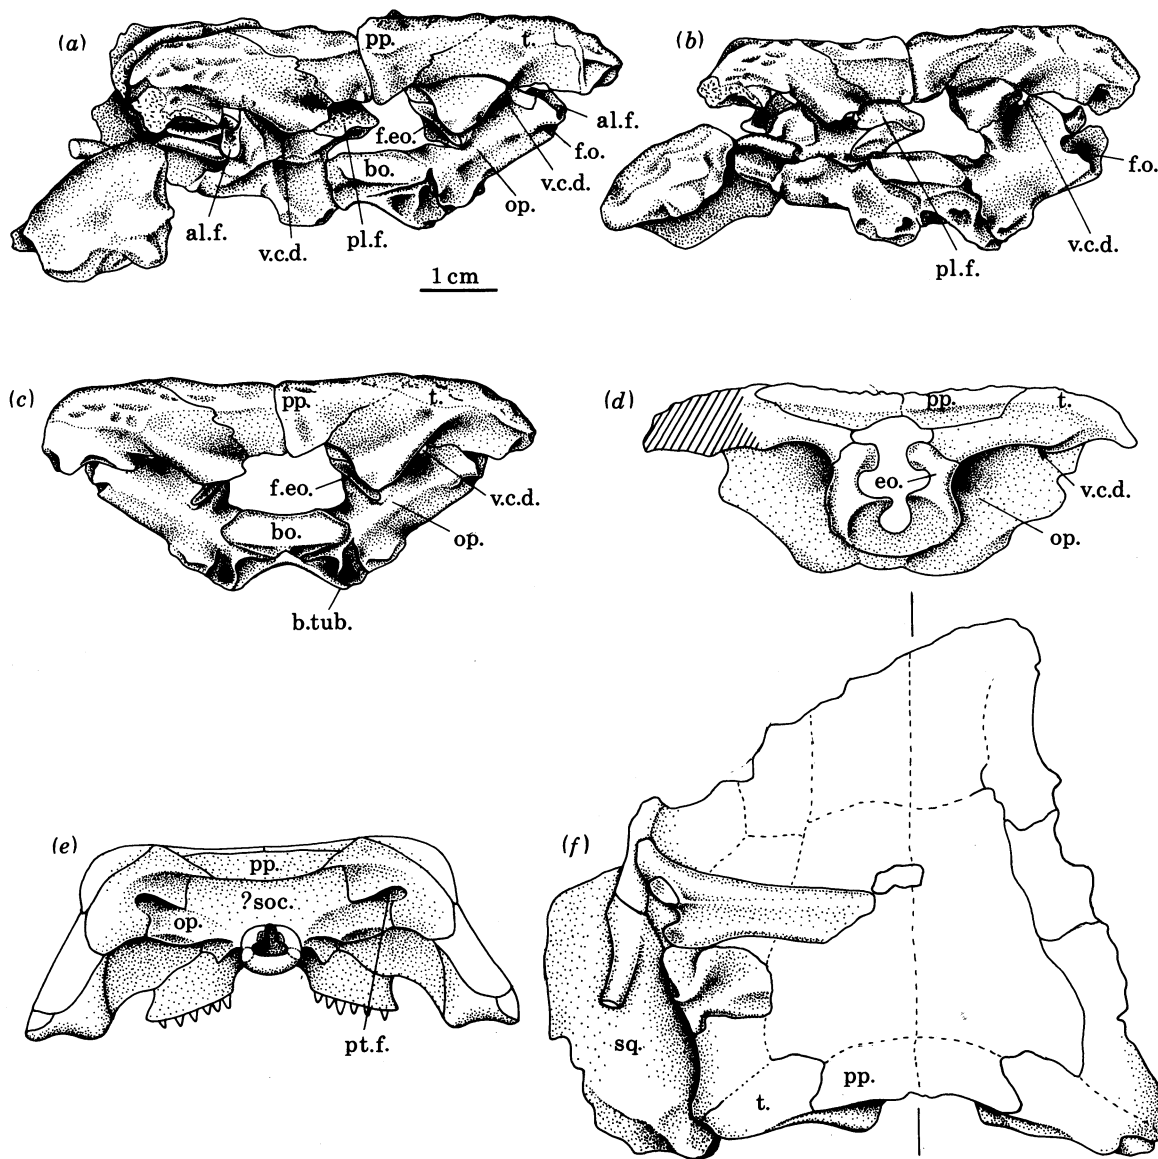 (a)
pp.
t.
al.f.
f.eo.
f.o.
bo.
v.c.d.
op.
al.f.
pl.f.
v.c.d.
1 cm
(b)
f.o.
v.c.d.
pl.f.
(c)
pp.
t.
f.eo.
v.c.d.
bo.
op.
b.tub.
(d)
pp.
t.
eo.
v.c.d.
op.
(e)
pp.
?soc.
op.
pt.f.
(f)
sq.
pp.
t.